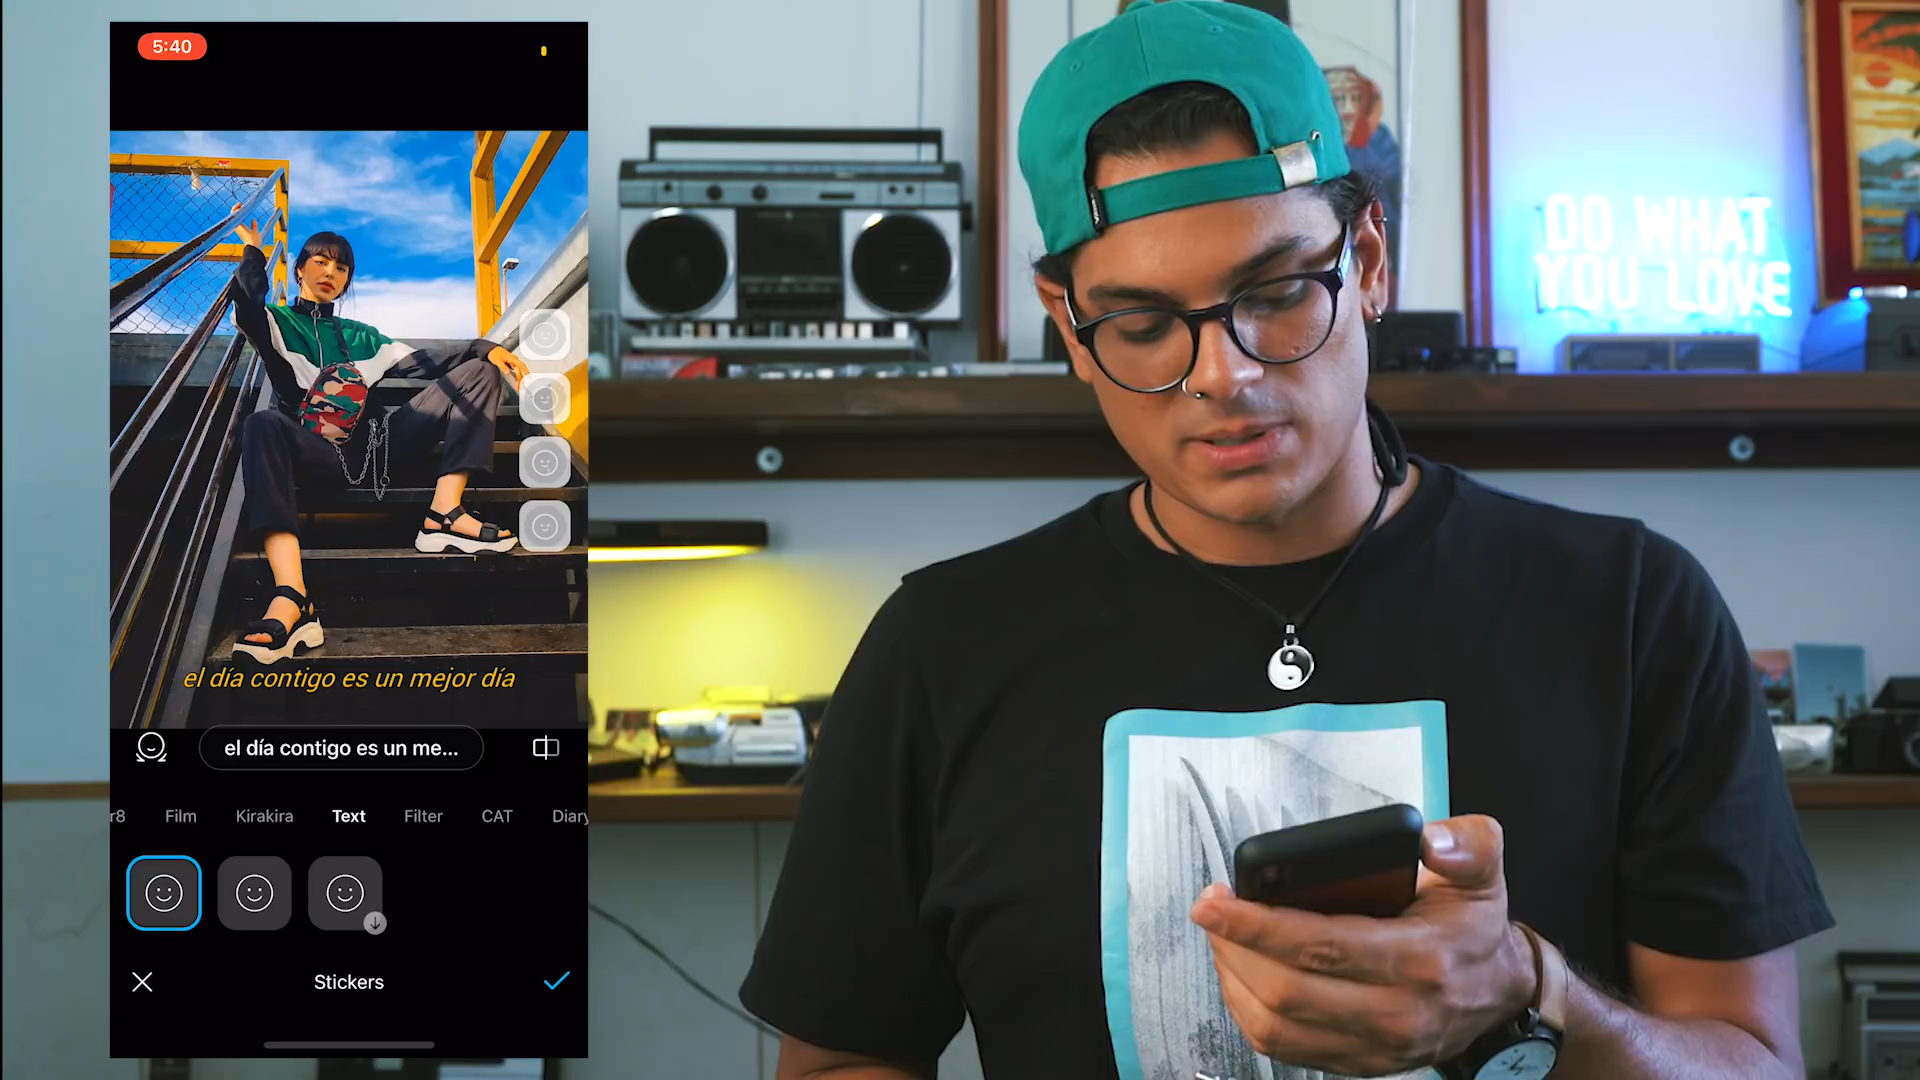 5:40
el día contigo es un mejor día
el día contigo es un me...
r8 Film Kirakira Text Filter CAT Diary
Stickers
DO WHAT
YOU LOVE